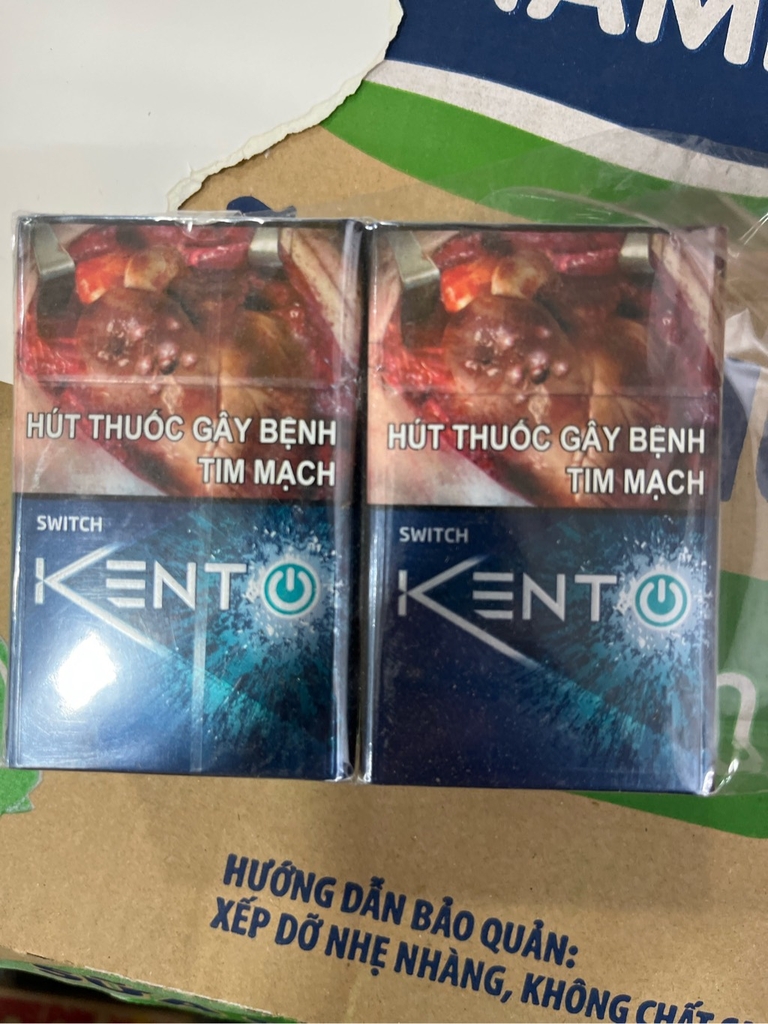 HÚT THUỐC GÂY BỆNH
TIM MẠCH
SWITCH
KENT
HÚT THUỐC GÂY BỆNH
TIM MẠCH
SWITCH
KENT
HƯỚNG DẪN BẢO QUẢN:
XẾP DỠ NHẸ NHÀNG, KHÔNG CHẤT